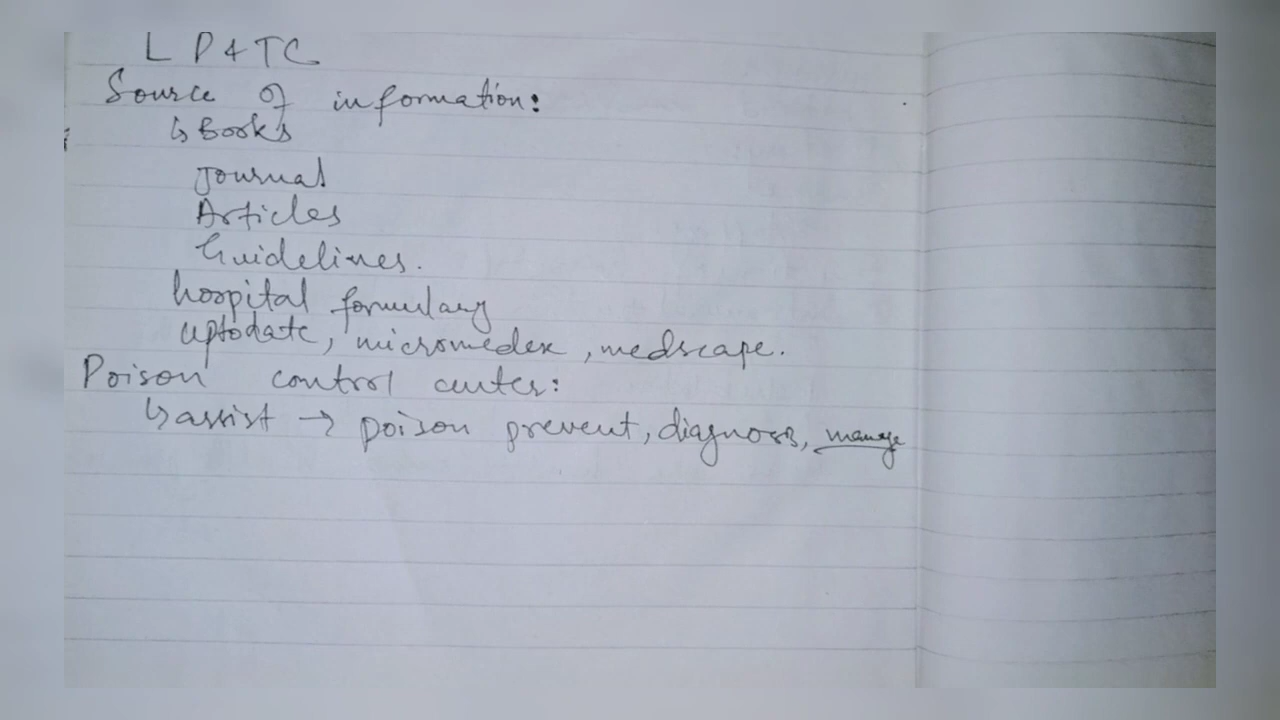 L P & TC
Source of information:
↳ Books
Journal
Articles
Guidelines.
hospital formulary
uptodate, micromedex, medscape.
Poison control center:
↳ assist → poison prevent, diagnosis, manage